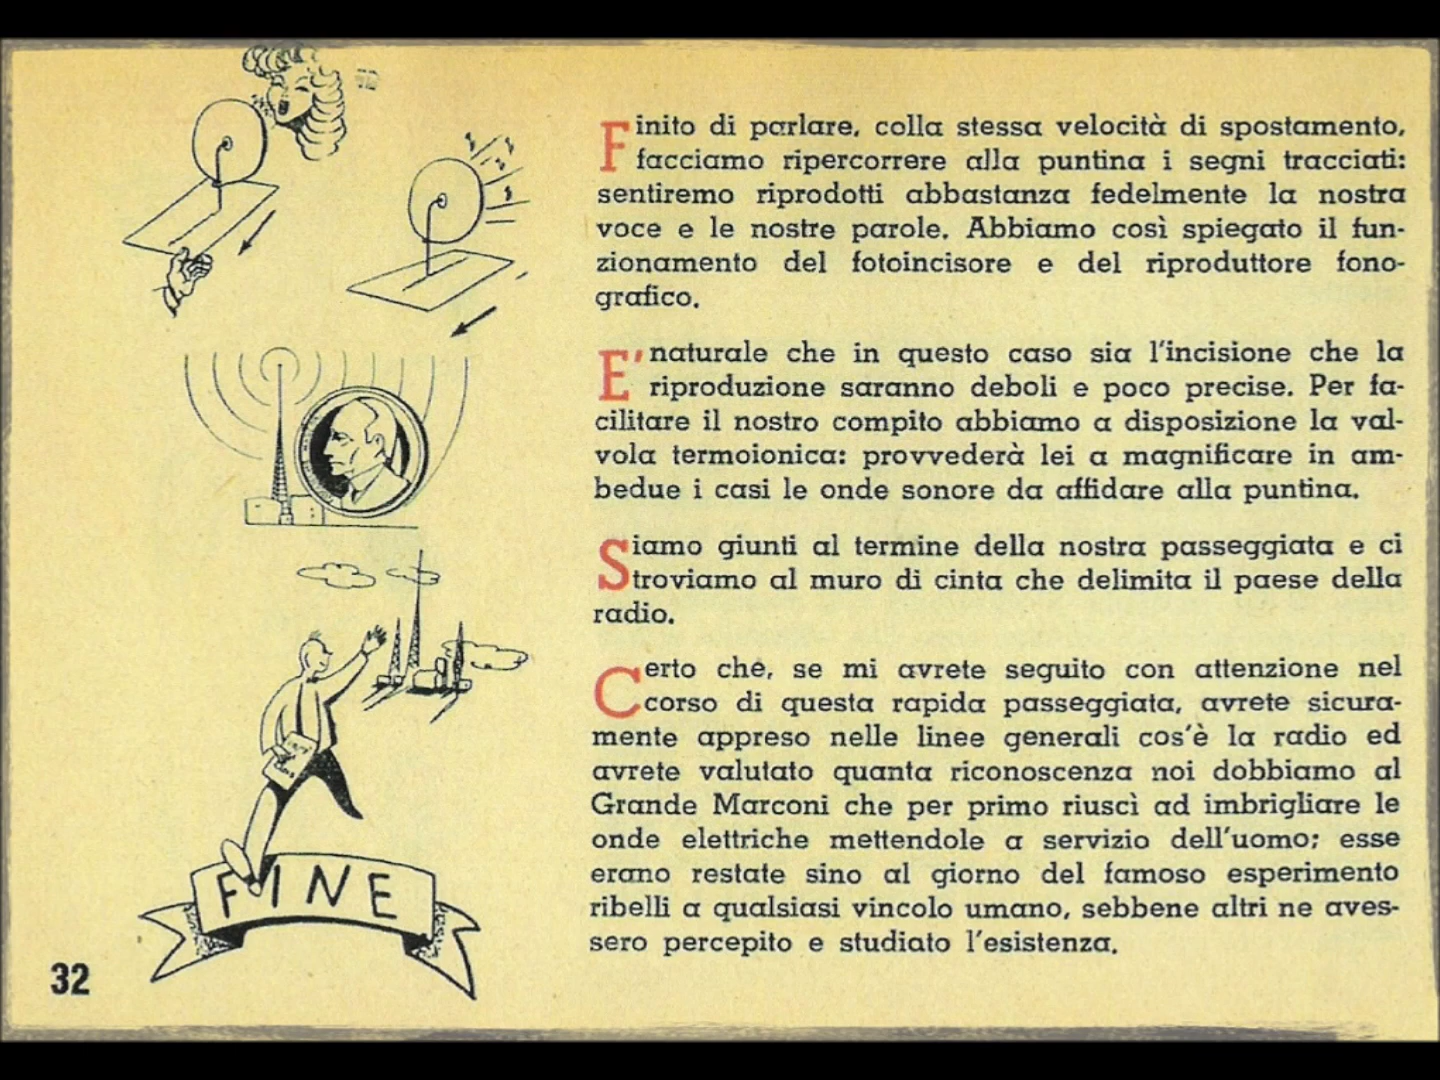 Finito di parlare, colla stessa velocità di spostamento,
facciamo ripercorrere alla puntina i segni tracciati:
sentiremo riprodotti abbastanza fedelmente la nostra
voce e le nostre parole. Abbiamo così spiegato il fun-
zionamento del fotoincisore e del riproduttore fono-
grafico.
E' naturale che in questo caso sia l'incisione che la
riproduzione saranno deboli e poco precise. Per fa-
cilitare il nostro compito abbiamo a disposizione la val-
vola termoionica: provvederà lei a magnificare in am-
bedue i casi le onde sonore da affidare alla puntina.
Siamo giunti al termine della nostra passeggiata e ci
troviamo al muro di cinta che delimita il paese della
radio.
Certo che, se mi avrete seguito con attenzione nel
corso di questa rapida passeggiata, avrete sicura-
mente appreso nelle linee generali cos'è la radio ed
avrete valutato quanta riconoscenza noi dobbiamo al
Grande Marconi che per primo riuscì ad imbrigliare le
onde elettriche mettendole a servizio dell'uomo; esse
erano restate sino al giorno del famoso esperimento
ribelli a qualsiasi vincolo umano, sebbene altri ne aves-
sero percepito e studiato l'esistenza.
FINE
32